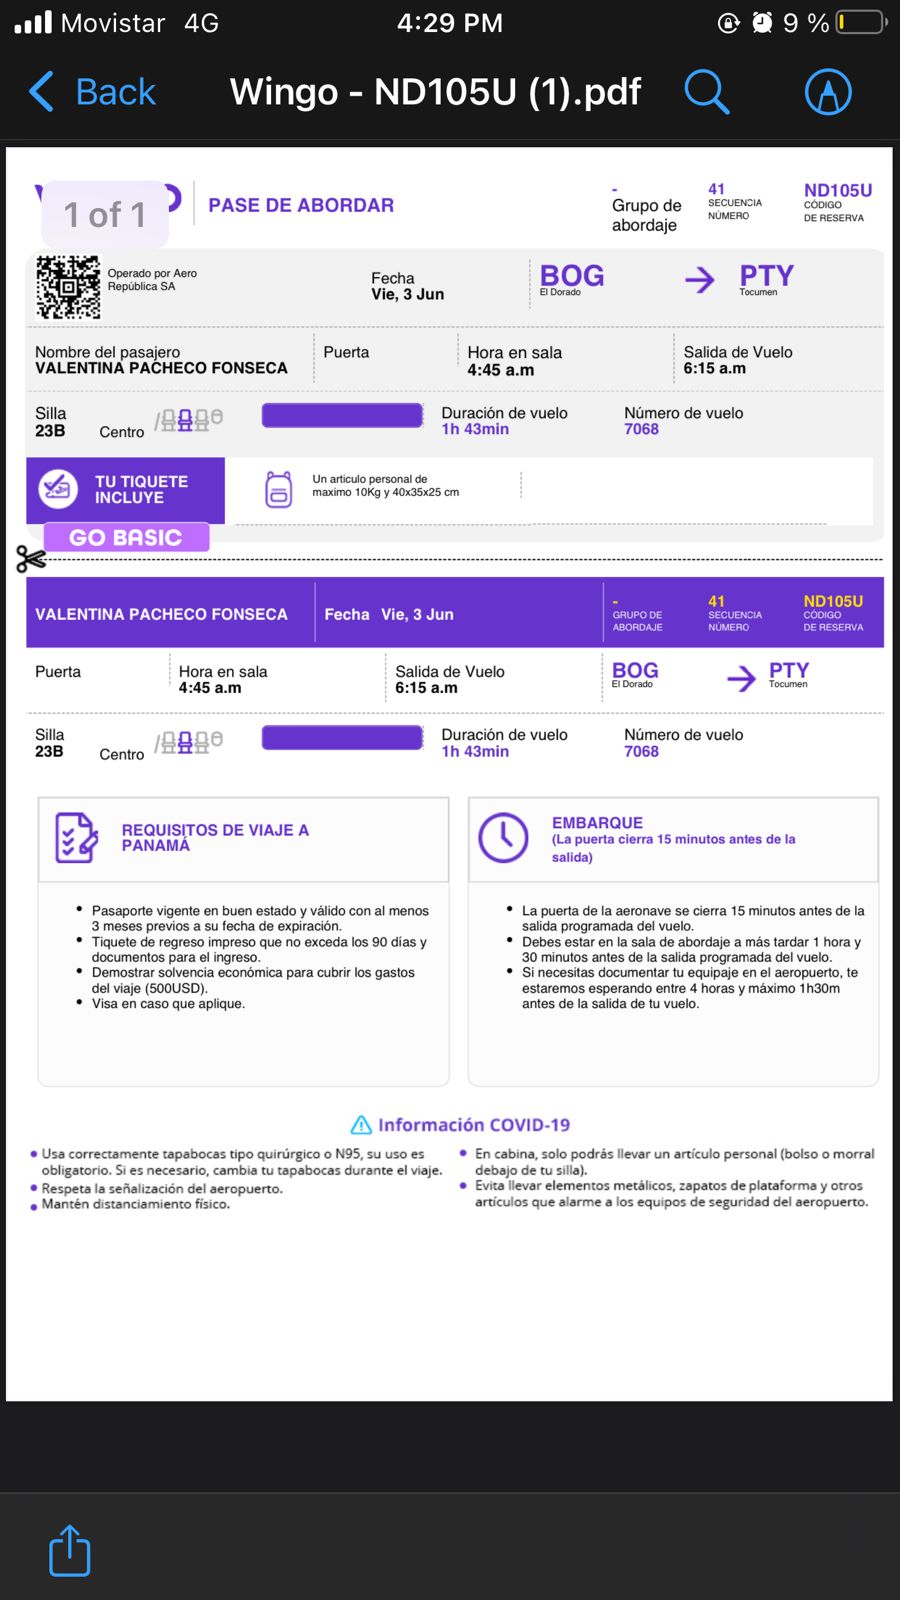 Movistar 4G 4:29 PM 9 %
Back Wingo - ND105U (1).pdf
1 of 1
PASE DE ABORDAR
-
Grupo de
abordaje
41
SECUENCIA
NÚMERO
ND105U
CÓDIGO
DE RESERVA
Operado por Aero
República SA
Fecha
Vie, 3 Jun
BOG
El Dorado
PTY
Tocumen
Nombre del pasajero
VALENTINA PACHECO FONSECA
Puerta
Hora en sala
4:45 a.m
Salida de Vuelo
6:15 a.m
Silla
23B
Centro
Duración de vuelo
1h 43min
Número de vuelo
7068
TU TIQUETE
INCLUYE
Un articulo personal de
maximo 10Kg y 40x35x25 cm
GO BASIC
VALENTINA PACHECO FONSECA
Fecha Vie, 3 Jun
-
GRUPO DE
ABORDAJE
41
SECUENCIA
NÚMERO
ND105U
CÓDIGO
DE RESERVA
Puerta
Hora en sala
4:45 a.m
Salida de Vuelo
6:15 a.m
BOG
El Dorado
PTY
Tocumen
Silla
23B
Centro
Duración de vuelo
1h 43min
Número de vuelo
7068
REQUISITOS DE VIAJE A
PANAMÁ
• Pasaporte vigente en buen estado y válido con al menos
3 meses previos a su fecha de expiración.
• Tiquete de regreso impreso que no exceda los 90 días y
documentos para el ingreso.
• Demostrar solvencia económica para cubrir los gastos
del viaje (500USD).
• Visa en caso que aplique.
EMBARQUE
(La puerta cierra 15 minutos antes de la
salida)
• La puerta de la aeronave se cierra 15 minutos antes de la
salida programada del vuelo.
• Debes estar en la sala de abordaje a más tardar 1 hora y
30 minutos antes de la salida programada del vuelo.
• Si necesitas documentar tu equipaje en el aeropuerto, te
estaremos esperando entre 4 horas y máximo 1h30m
antes de la salida de tu vuelo.
Información COVID-19
• Usa correctamente tapabocas tipo quirúrgico o N95, su uso es
obligatorio. Si es necesario, cambia tu tapabocas durante el viaje.
• Respeta la señalización del aeropuerto.
• Mantén distanciamiento físico.
• En cabina, solo podrás llevar un artículo personal (bolso o morral
debajo de tu silla).
• Evita llevar elementos metálicos, zapatos de plataforma y otros
artículos que alarme a los equipos de seguridad del aeropuerto.